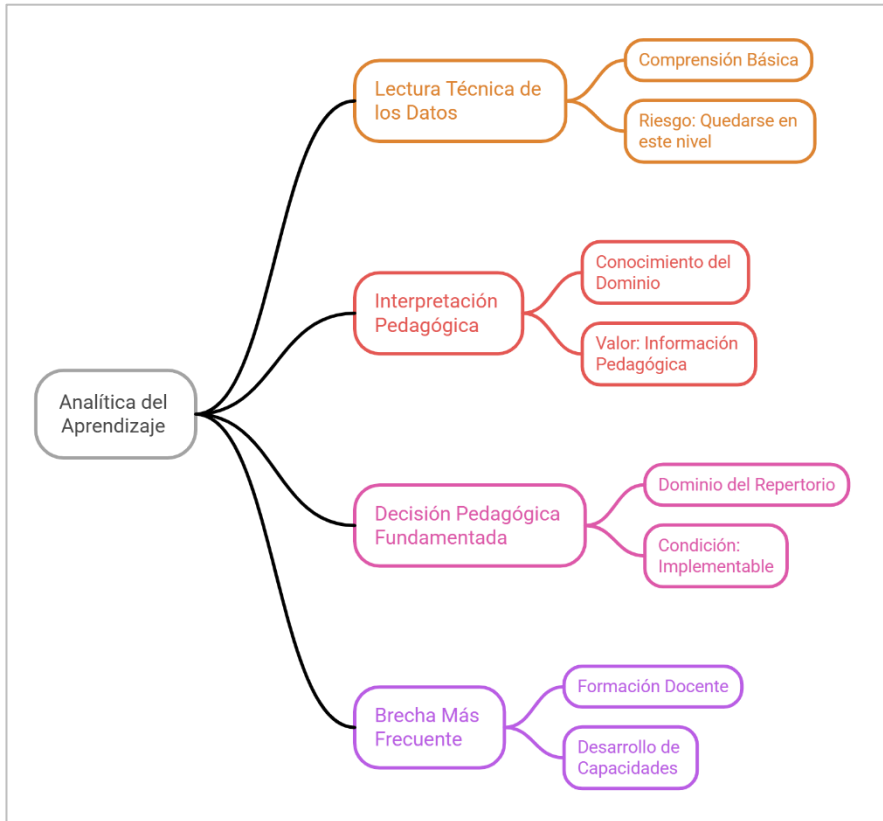 Analítica del
Aprendizaje
Lectura Técnica de
los Datos
Comprensión Básica
Riesgo: Quedarse en
este nivel
Interpretación
Pedagógica
Conocimiento del
Dominio
Valor: Información
Pedagógica
Decisión Pedagógica
Fundamentada
Dominio del Repertorio
Condición:
Implementable
Brecha Más
Frecuente
Formación Docente
Desarrollo de
Capacidades